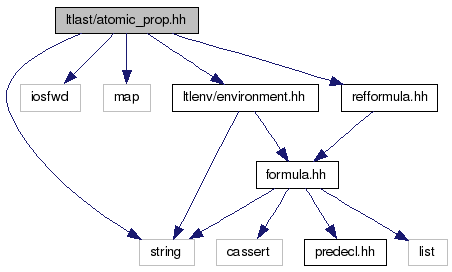 ltlast/atomic_prop.hh
iosfwd
map
ltlenv/environment.hh
refformula.hh
formula.hh
string
cassert
predecl.hh
list